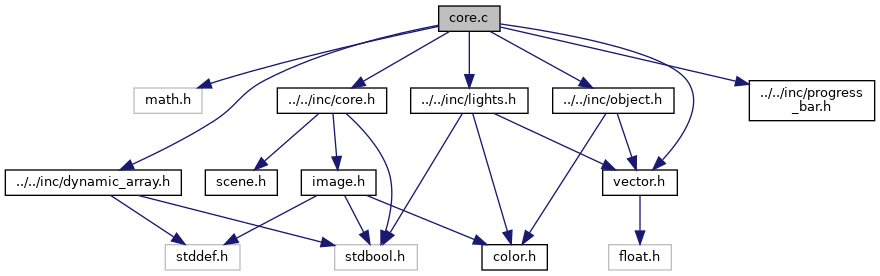 core.c
math.h
../../inc/core.h
../../inc/lights.h
../../inc/object.h
../../inc/progress
_bar.h
../../inc/dynamic_array.h
scene.h
image.h
vector.h
stddef.h
stdbool.h
color.h
float.h